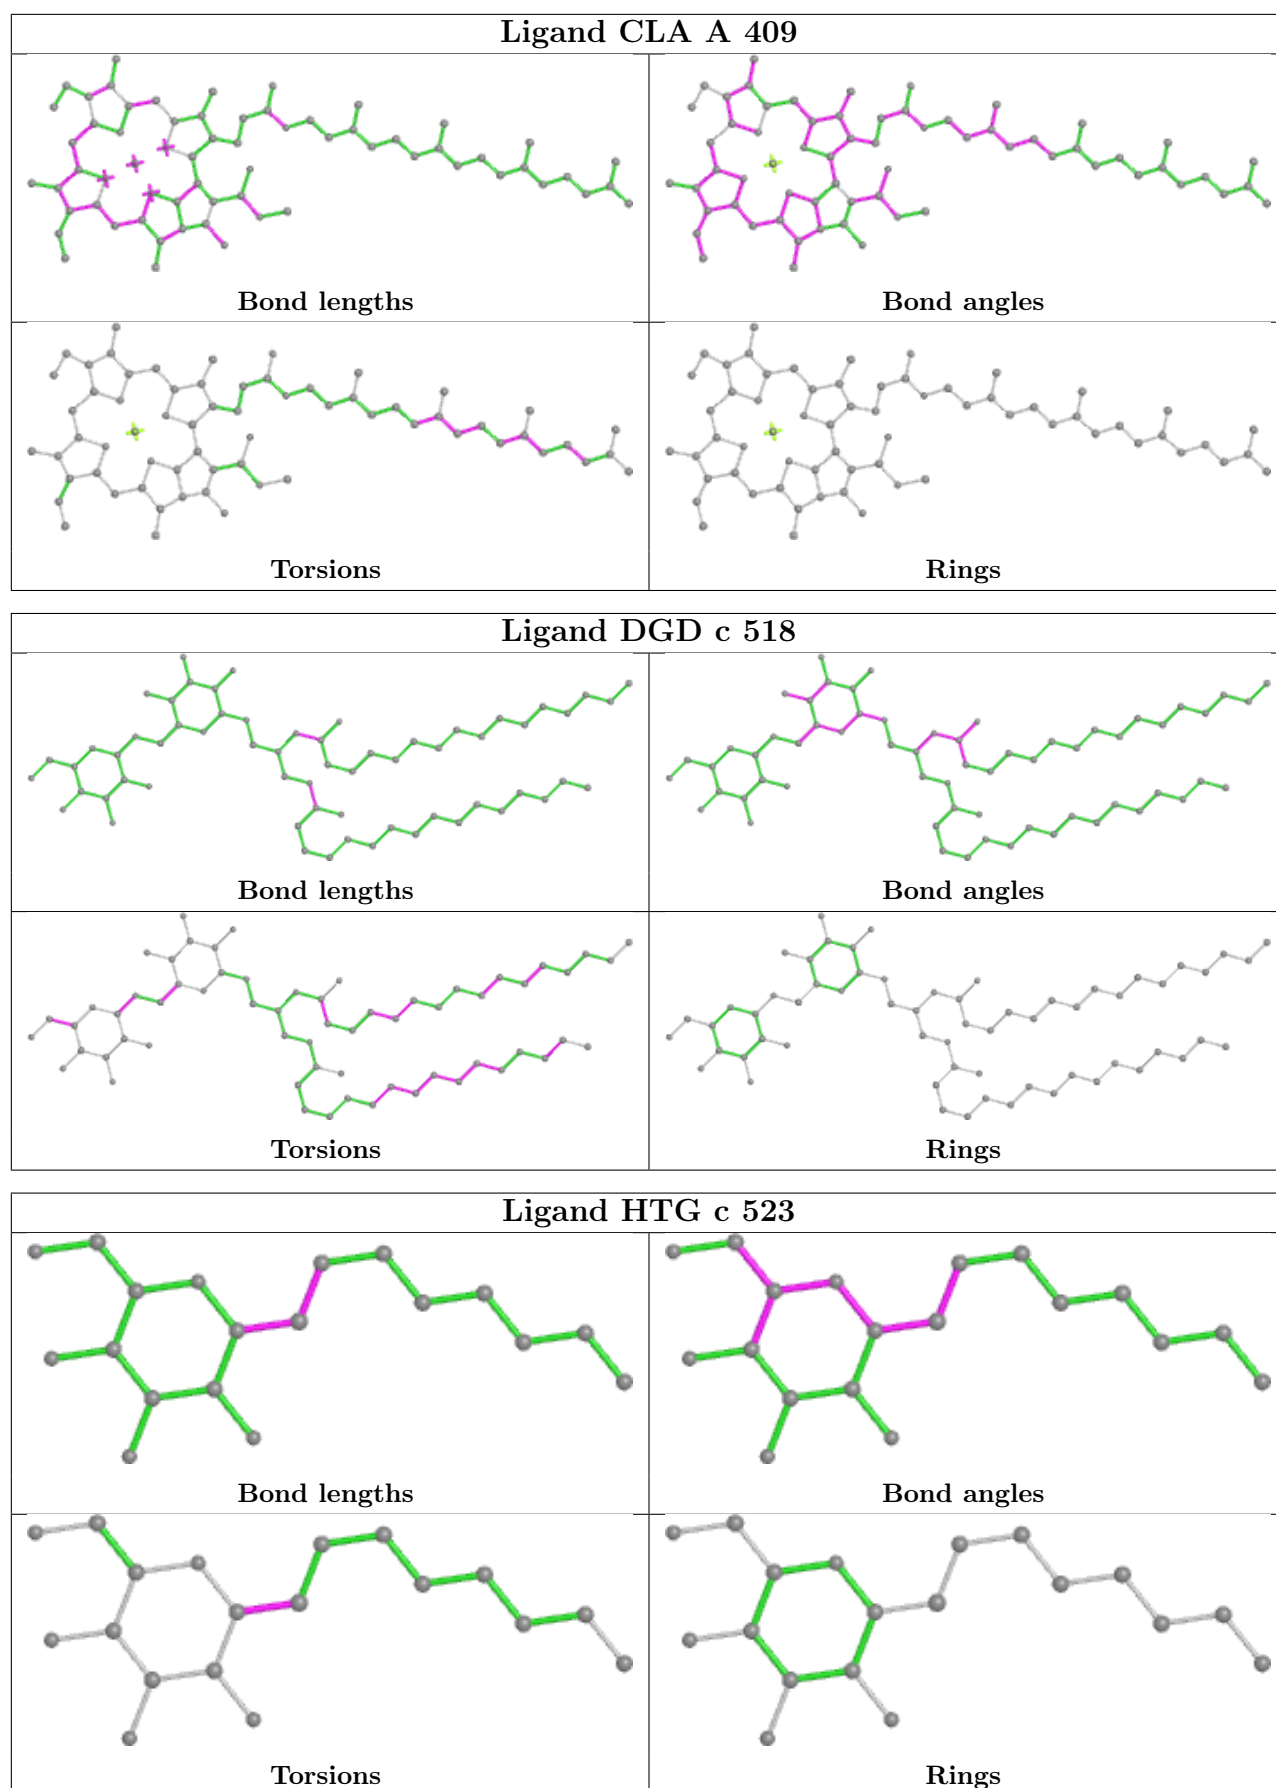 Ligand CLA A 409
Bond lengths
Bond angles
Torsions
Rings
Ligand DGD c 518
Bond lengths
Bond angles
Torsions
Rings
Ligand HTG c 523
Bond lengths
Bond angles
Torsions
Rings